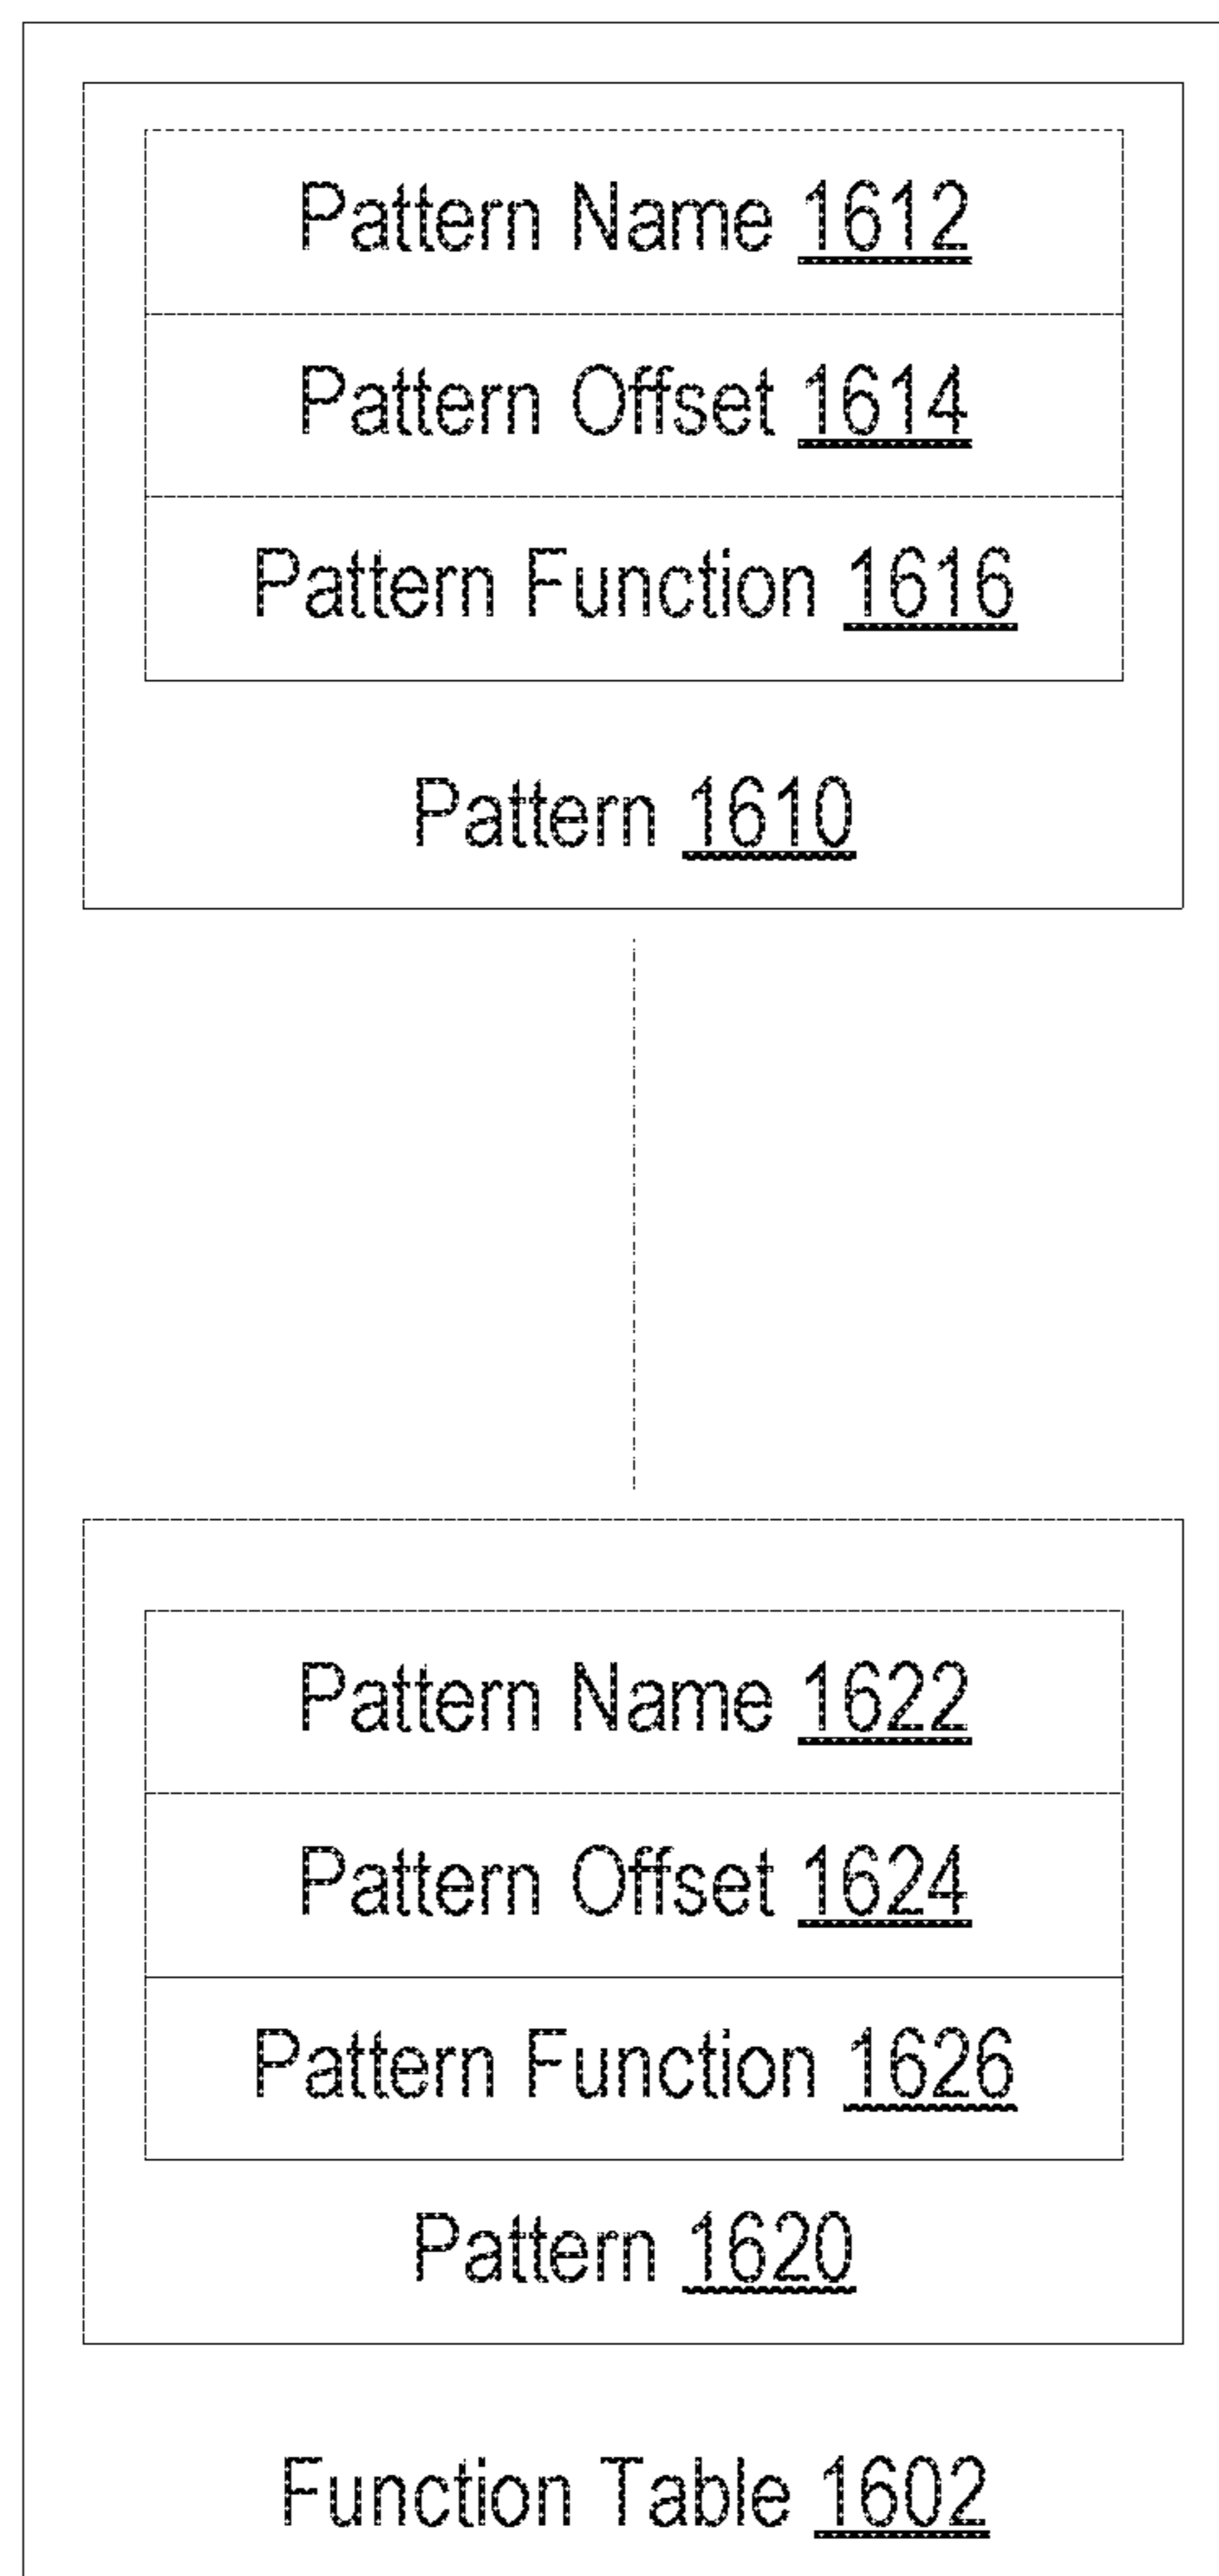 Pattern Name 1612
Pattern Offset 1614
Pattern Function 1616
Pattern 1610
Pattern Name 1622
Pattern Offset 1624
Pattern Function 1626
Pattern 1620
Function Table 1602